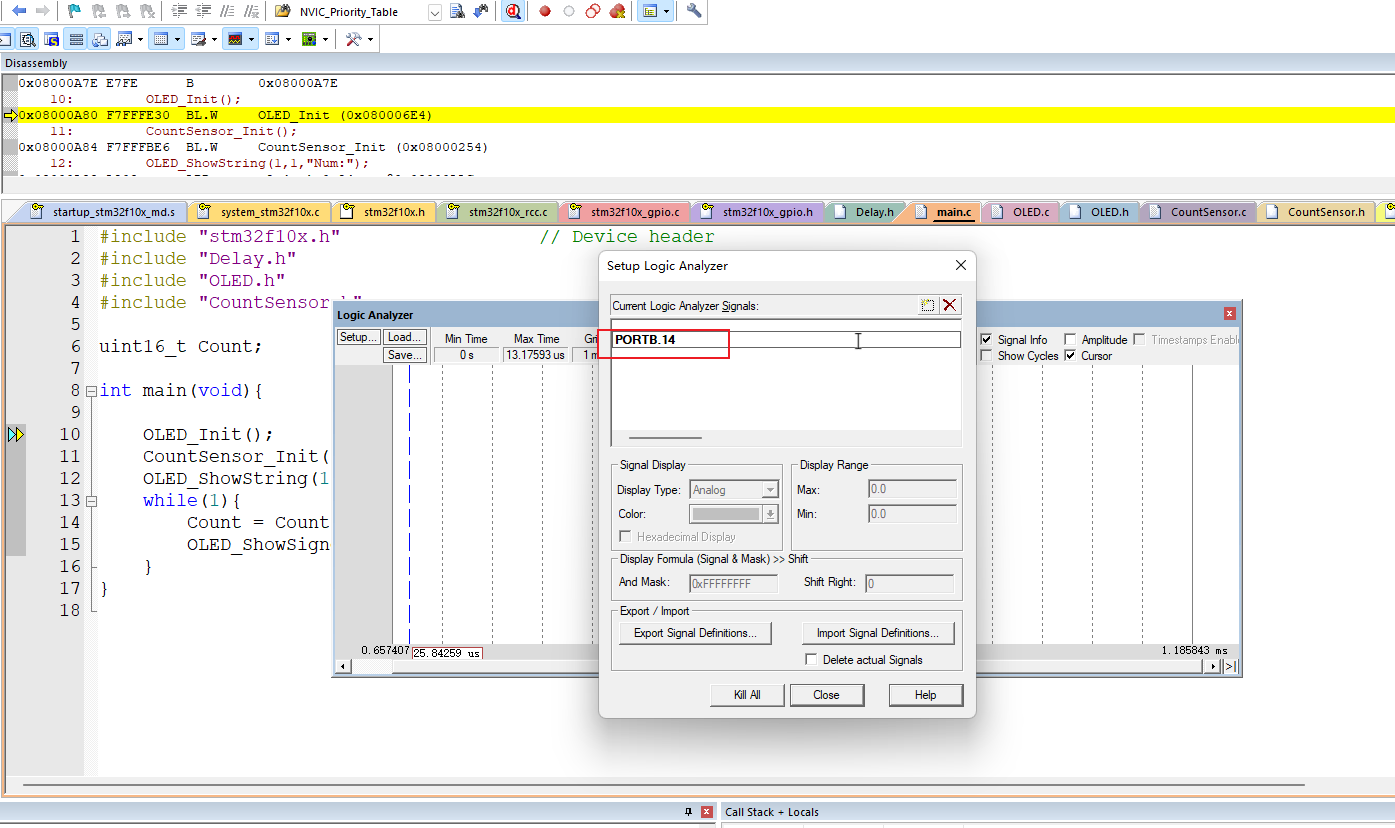 NVIC_Priority_Table
Disassembly
0x08000A7E E7FE B 0x08000A7E
10: OLED_Init();
0x08000A80 F7FFFE30 BL.W OLED_Init (0x080006E4)
11: CountSensor_Init();
0x08000A84 F7FFFBE6 BL.W CountSensor_Init (0x08000254)
12: OLED_ShowString(1,1,"Num:");
startup_stm32f10x_md.s system_stm32f10x.c stm32f10x.h stm32f10x_rcc.c stm32f10x_gpio.c stm32f10x_gpio.h Delay.h main.c OLED.c OLED.h CountSensor.c CountSensor.h
1 #include "stm32f10x.h" // Device header
2 #include "Delay.h"
3 #include "OLED.h"
4 #include "CountSensor.h"
5
6 uint16_t Count;
7
8 int main(void){
9
10 OLED_Init();
11 CountSensor_Init(
12 OLED_ShowString(1
13 while(1){
14 Count = Count
15 OLED_ShowSign
16 }
17 }
18
Logic Analyzer
Setup... Load...
Save...
Min Time Max Time Gri
0 s 13.17593 us 1 m
Signal Info Amplitude Timestamps Enabl
Show Cycles Cursor
0.657407 25.84259 us 1.185843 ms
Setup Logic Analyzer
Current Logic Analyzer Signals:
PORTB.14
Signal Display
Display Type: Analog
Color:
Hexadecimal Display
Display Range
Max: 0.0
Min: 0.0
Display Formula (Signal & Mask) >> Shift
And Mask: 0xFFFFFFFF Shift Right: 0
Export / Import
Export Signal Definitions... Import Signal Definitions...
Delete actual Signals
Kill All Close Help
Call Stack + Locals